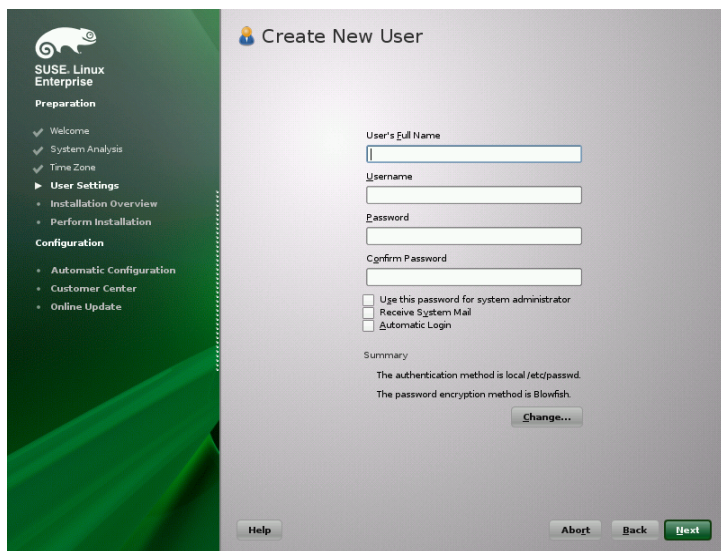 SUSE. Linux
Enterprise
Preparation
Welcome
System Analysis
Time Zone
User Settings
Installation Overview
Perform Installation
Configuration
Automatic Configuration
Customer Center
Online Update
Create New User
User's Full Name
Username
Password
Confirm Password
Use this password for system administrator
Receive System Mail
Automatic Login
Summary
The authentication method is local /etc/passwd.
The password encryption method is Blowfish.
Change...
Help
Abort
Back
Next